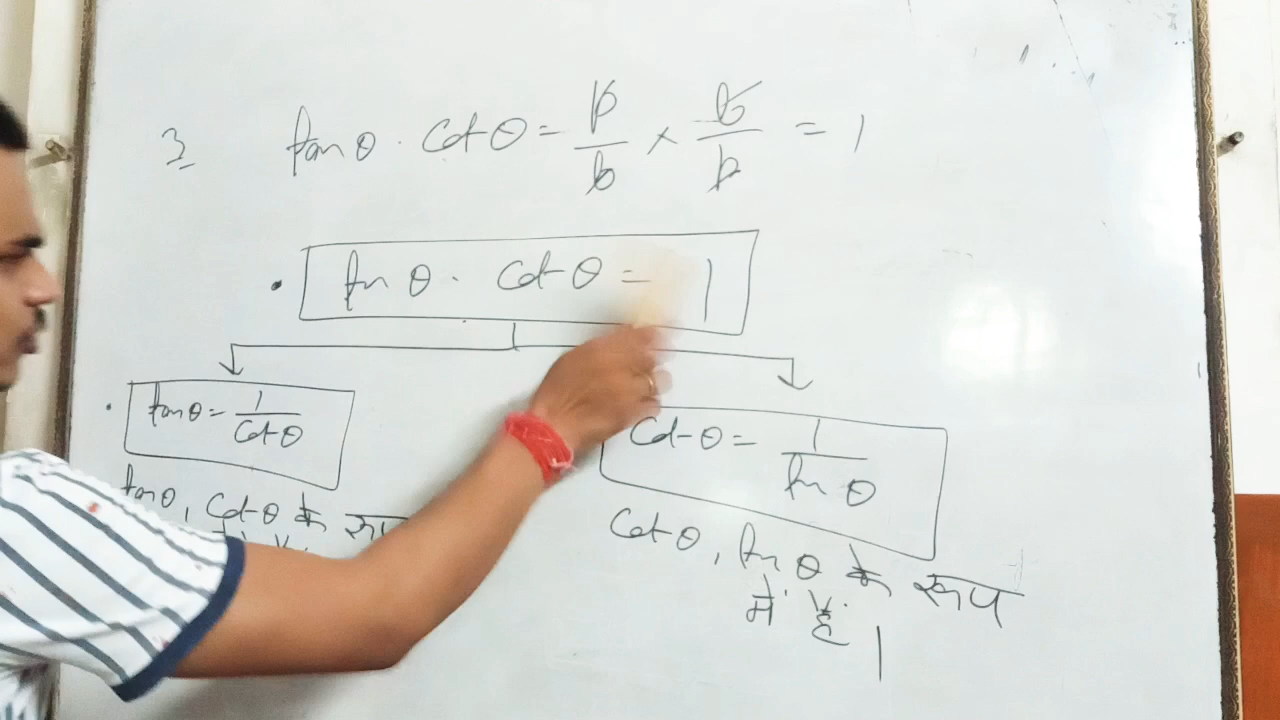 3 tanθ · Cotθ = p/b × b/p = 1
tanθ · Cotθ = 1
tanθ = 1/Cotθ
Cotθ = 1/tanθ
tanθ, Cotθ के रूप
Cotθ, tanθ के रूप
में है।